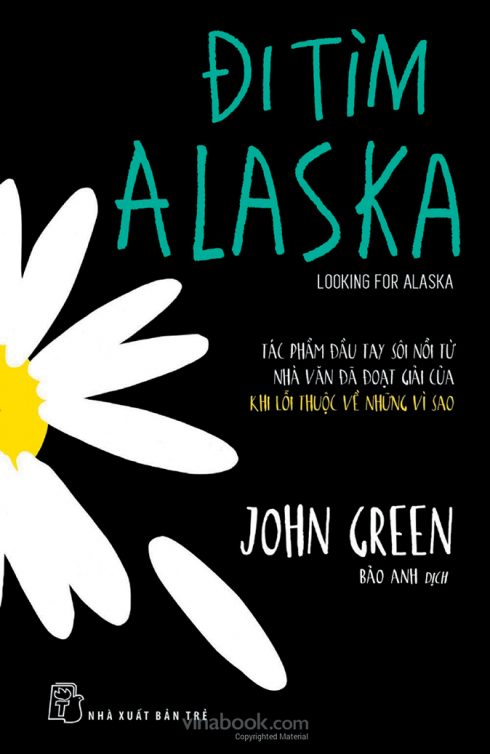 ĐI TÌM
ALASKA
LOOKING FOR ALASKA
TÁC PHẨM ĐẦU TAY SÔI NỔI TỪ
NHÀ VĂN ĐÃ ĐOẠT GIẢI CỦA
KHI LỖI THUỘC VỀ NHỮNG VÌ SAO
JOHN GREEN
BẢO ANH DỊCH
NHÀ XUẤT BẢN TRẺ
vinabook.com
Copyrighted Material